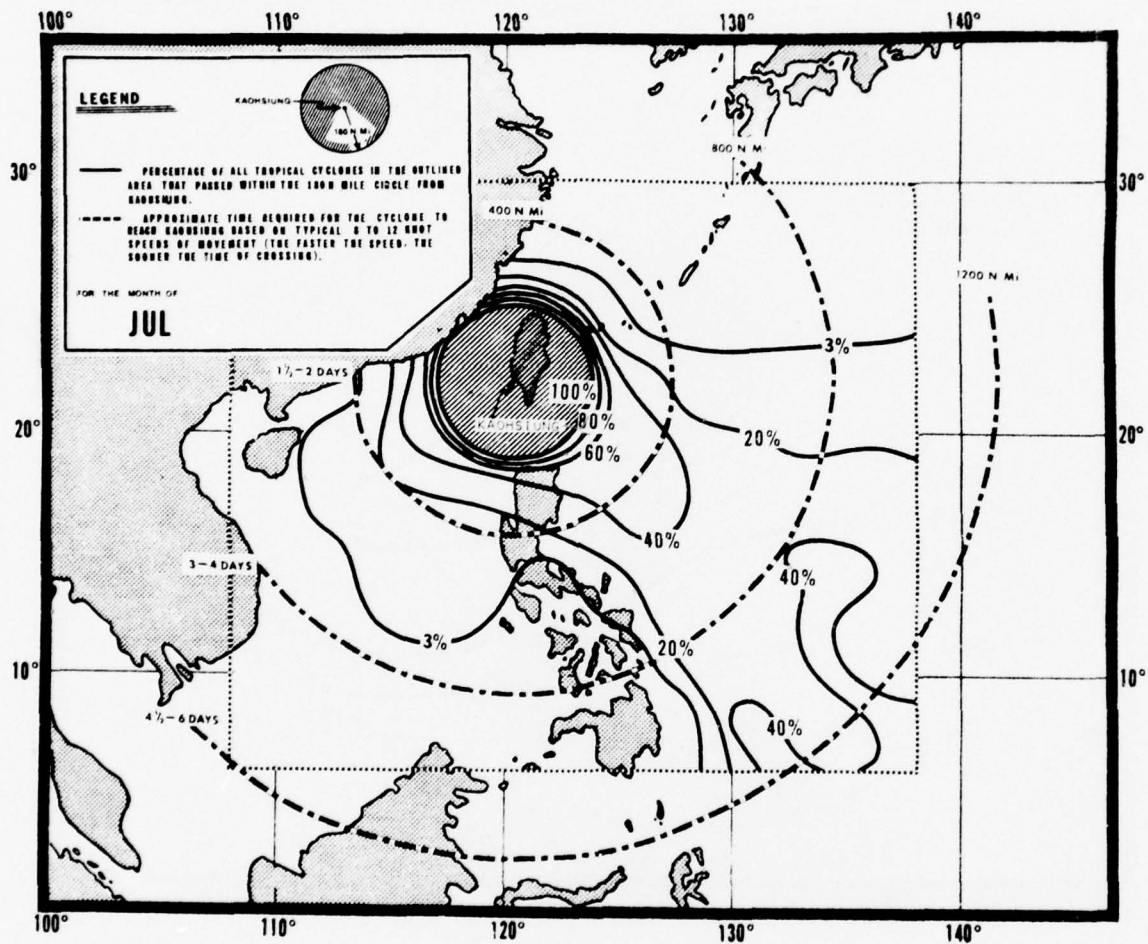 100° 110° 120° 130° 140°
LEGEND
KAOHSIUNG
180 N Mi
PERCENTAGE OF ALL TROPICAL CYCLONES IN THE OUTLINED
AREA THAT PASSED WITHIN THE 180 N MILE CIRCLE FROM
KAOHSIUNG.
APPROXIMATE TIME REQUIRED FOR THE CYCLONE TO
REACH KAOHSIUNG BASED ON TYPICAL 8 TO 12 KNOT
SPEEDS OF MOVEMENT (THE FASTER THE SPEED, THE
SOONER THE TIME OF CROSSING).
FOR THE MONTH OF
JUL
800 N Mi
30° 30°
400 N Mi
1200 N Mi
3%
1½-2 DAYS
100%
KAOHSIUNG
80%
20° 20%
20°
60%
40%
3-4 DAYS
40%
3%
20%
10° 10°
4½-6 DAYS
40%
100° 110° 120° 130° 140°